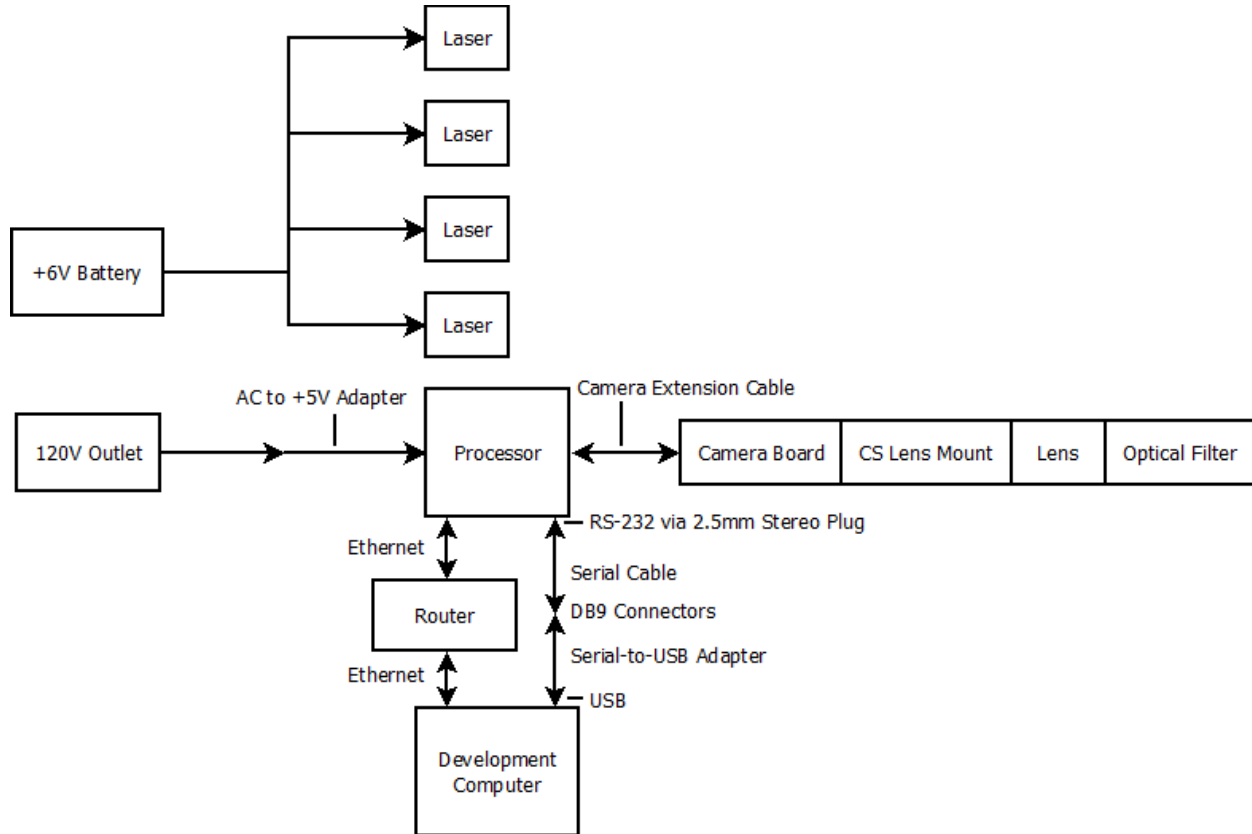 Laser
Laser
Laser
+6V Battery
Laser
AC to +5V Adapter
Camera Extension Cable
120V Outlet
Processor
Camera Board
CS Lens Mount
Lens
Optical Filter
RS-232 via 2.5mm Stereo Plug
Ethernet
Serial Cable
Router
DB9 Connectors
Serial-to-USB Adapter
Ethernet
USB
Development
Computer